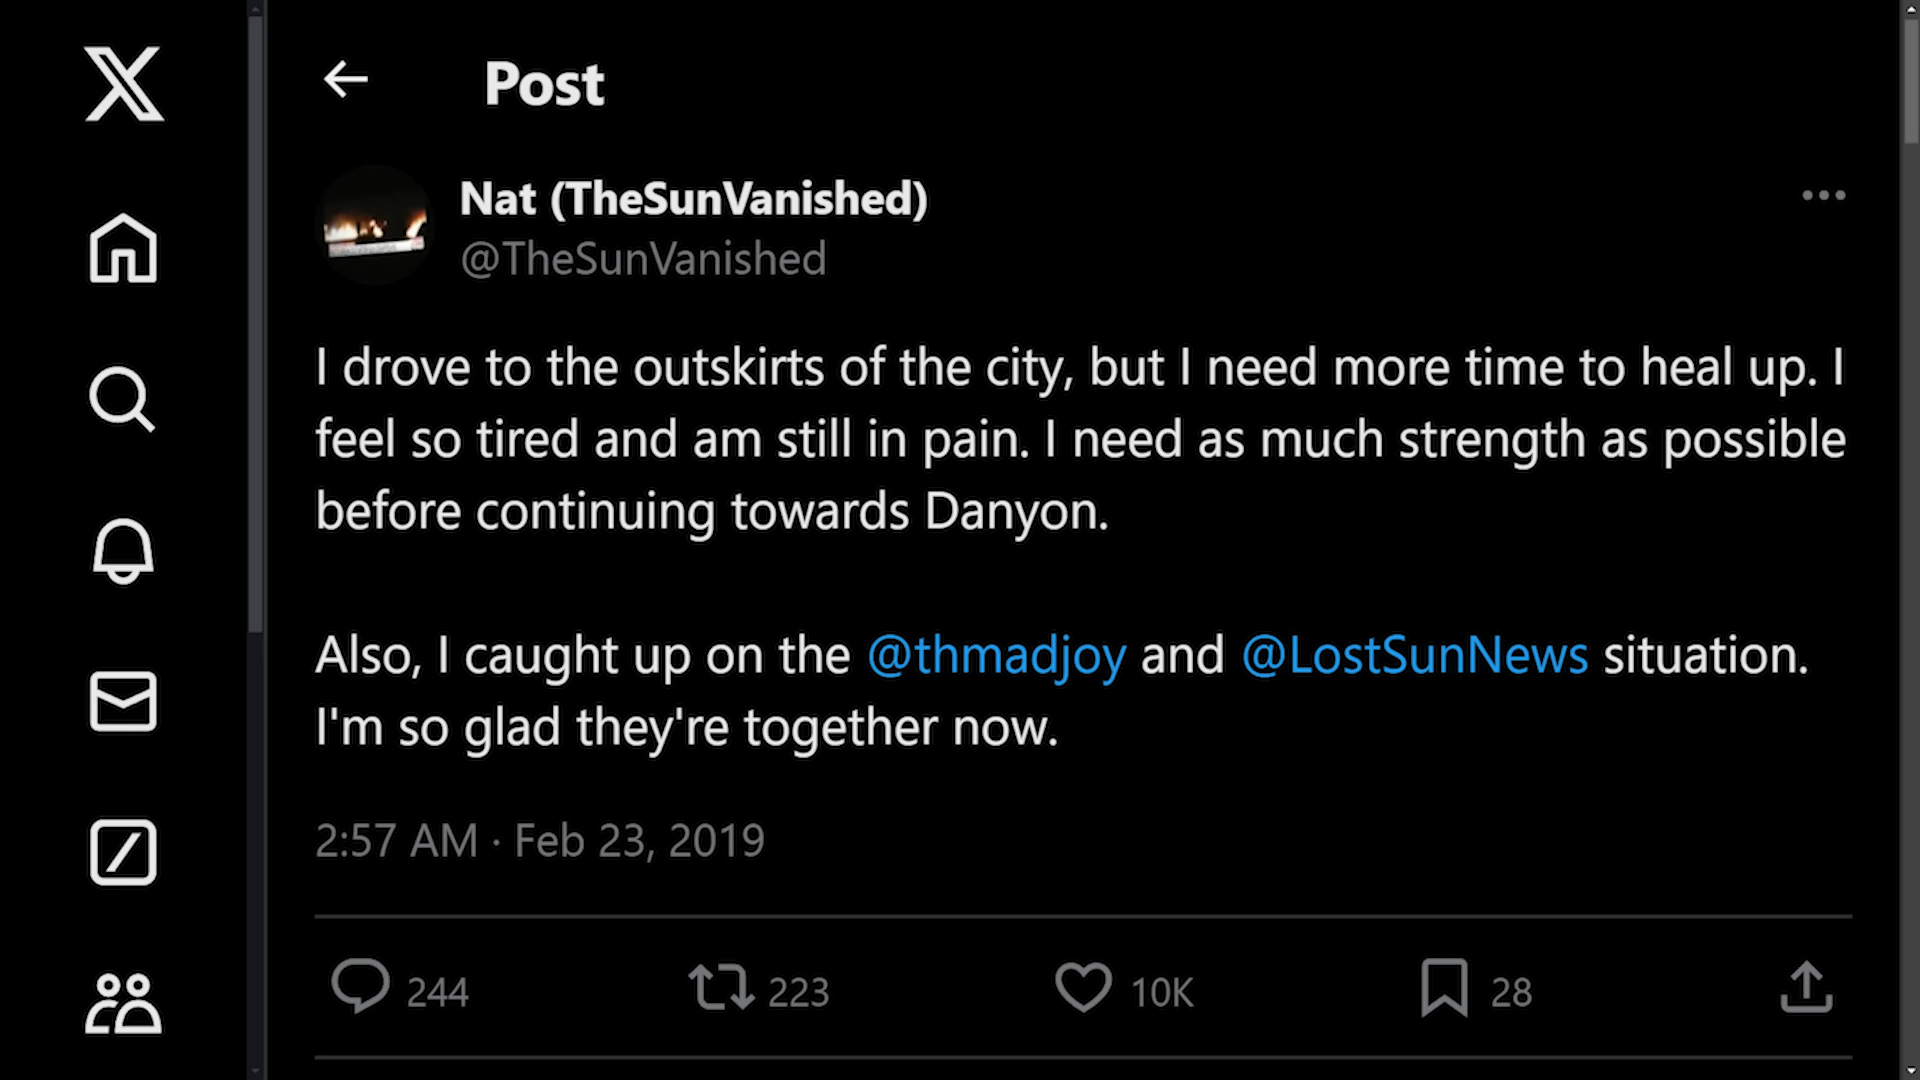 Post
Nat (TheSunVanished)
@TheSunVanished
I drove to the outskirts of the city, but I need more time to heal up. I
feel so tired and am still in pain. I need as much strength as possible
before continuing towards Danyon.
Also, I caught up on the @thmadjoy and @LostSunNews situation.
I'm so glad they're together now.
2:57 AM · Feb 23, 2019
244 223 10K 28